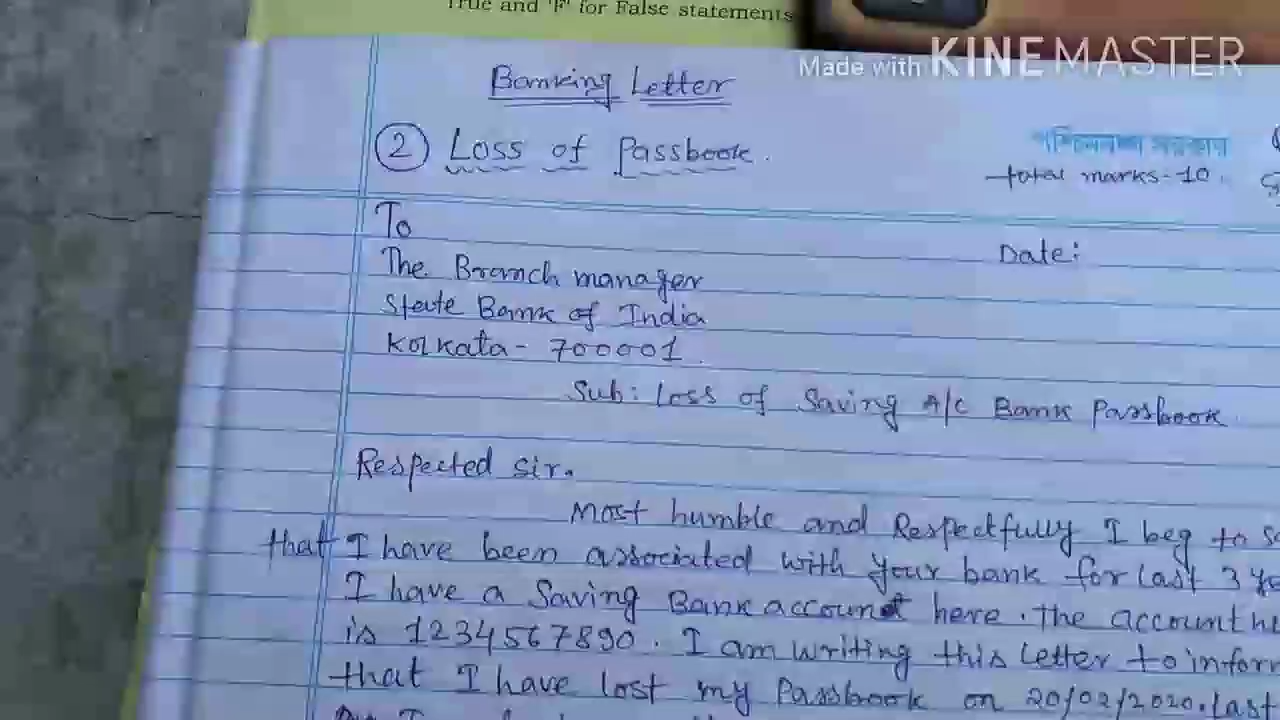 True and 'F' for False statements
Made with KINEMASTER
Banking Letter
② Loss of Passbook.
পশ্চিমবঙ্গ সরকার
total marks-10.
To
Date:
The Branch manager
State Bank of India
Kolkata- 700001.
Sub: Loss of Saving A/C Bank Passbook.
Respected sir.
Most humble and Respectfully I beg to
that I have been associated with your bank for last 3
I have a Saving Bank account here. The account
is 1234567890. I am writing this Letter to inform
that I have lost my Passbook on 20/02/2020. last